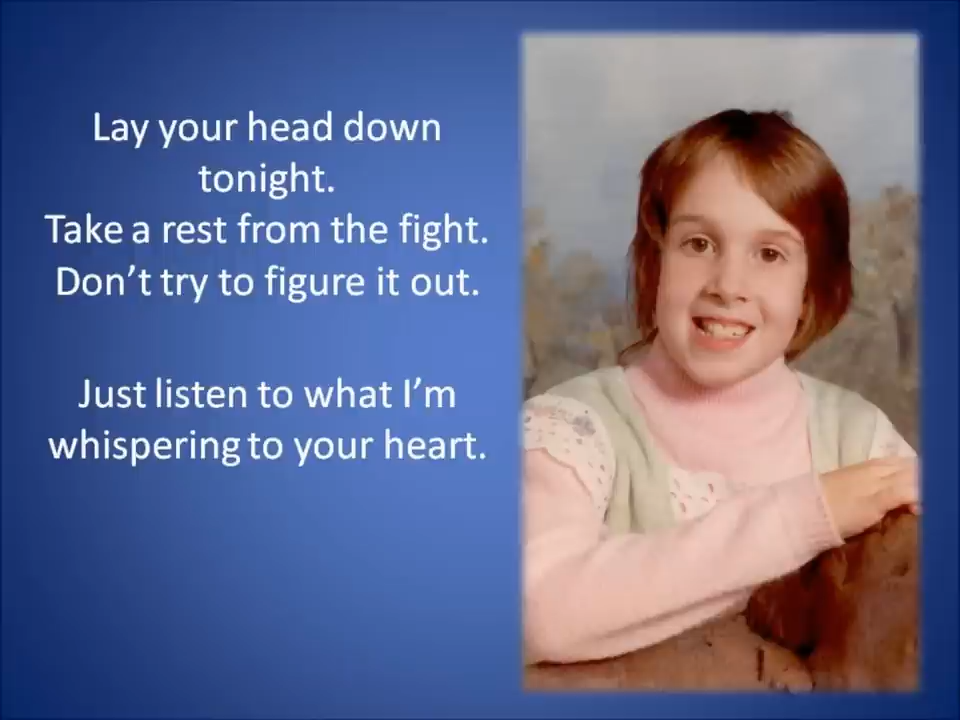 Lay your head down
tonight.
Take a rest from the fight.
Don’t try to figure it out.
Just listen to what I’m
whispering to your heart.